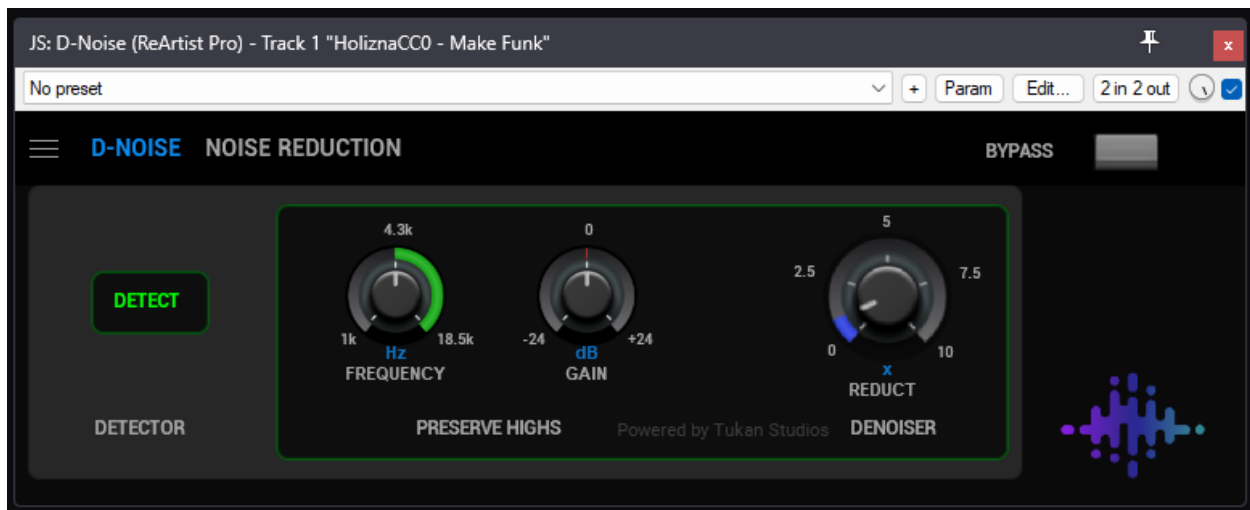 JS: D-Noise (ReArtist Pro) - Track 1 "HoliznaCC0 - Make Funk"
x
No preset
+
Param
Edit...
2 in 2 out
D-NOISE NOISE REDUCTION
BYPASS
DETECT
DETECTOR
4.3k
1k
18.5k
Hz
FREQUENCY
0
-24
+24
dB
GAIN
PRESERVE HIGHS
Powered by Tukan Studios
5
2.5
7.5
0
10
x
REDUCT
DENOISER